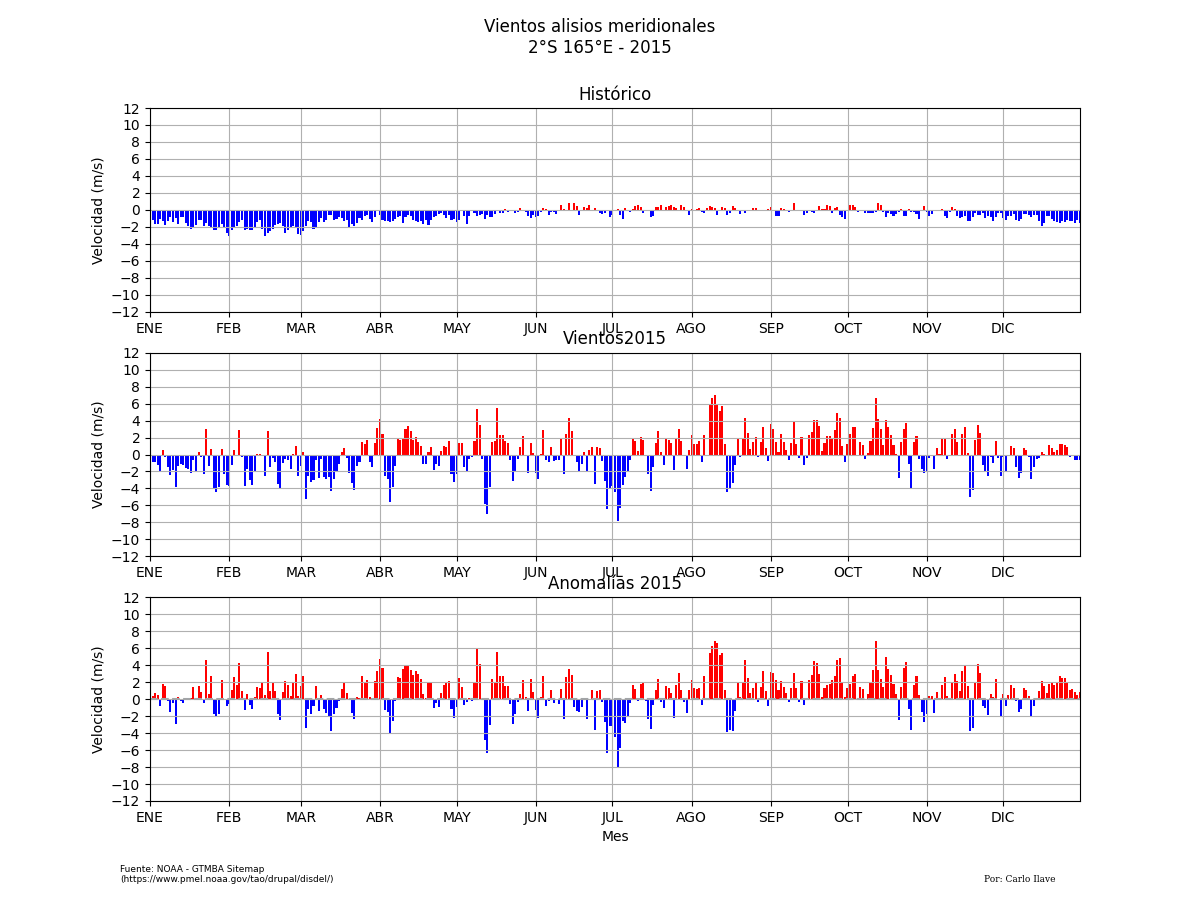 Vientos alisios meridionales
2°S 165°E - 2015
Histórico
12
10
8
6
4
2
0
−2
−4
−6
−8
−10
−12
Velocidad (m/s)
ENE FEB MAR ABR MAY JUN JUL AGO SEP OCT NOV DIC
Vientos2015
12
10
8
6
4
2
0
−2
−4
−6
−8
−10
−12
Velocidad (m/s)
ENE FEB MAR ABR MAY JUN JUL AGO SEP OCT NOV DIC
Anomalías 2015
12
10
8
6
4
2
0
−2
−4
−6
−8
−10
−12
Velocidad (m/s)
ENE FEB MAR ABR MAY JUN JUL AGO SEP OCT NOV DIC
Mes
Fuente: NOAA - GTMBA Sitemap
(https://www.pmel.noaa.gov/tao/drupal/disdel/)
Por: Carlo Ilave